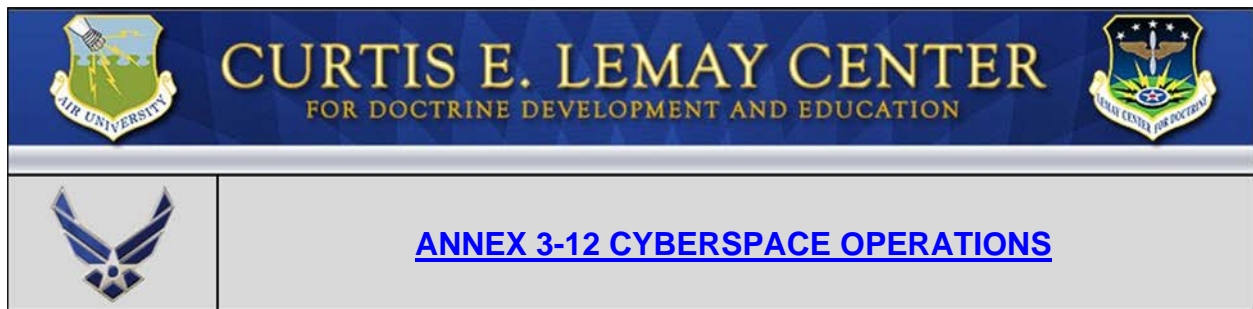 CURTIS E. LEMAY CENTER
FOR DOCTRINE DEVELOPMENT AND EDUCATION
AIR UNIVERSITY
LEMAY CENTER FOR DOCTRINE
ANNEX 3-12 CYBERSPACE OPERATIONS